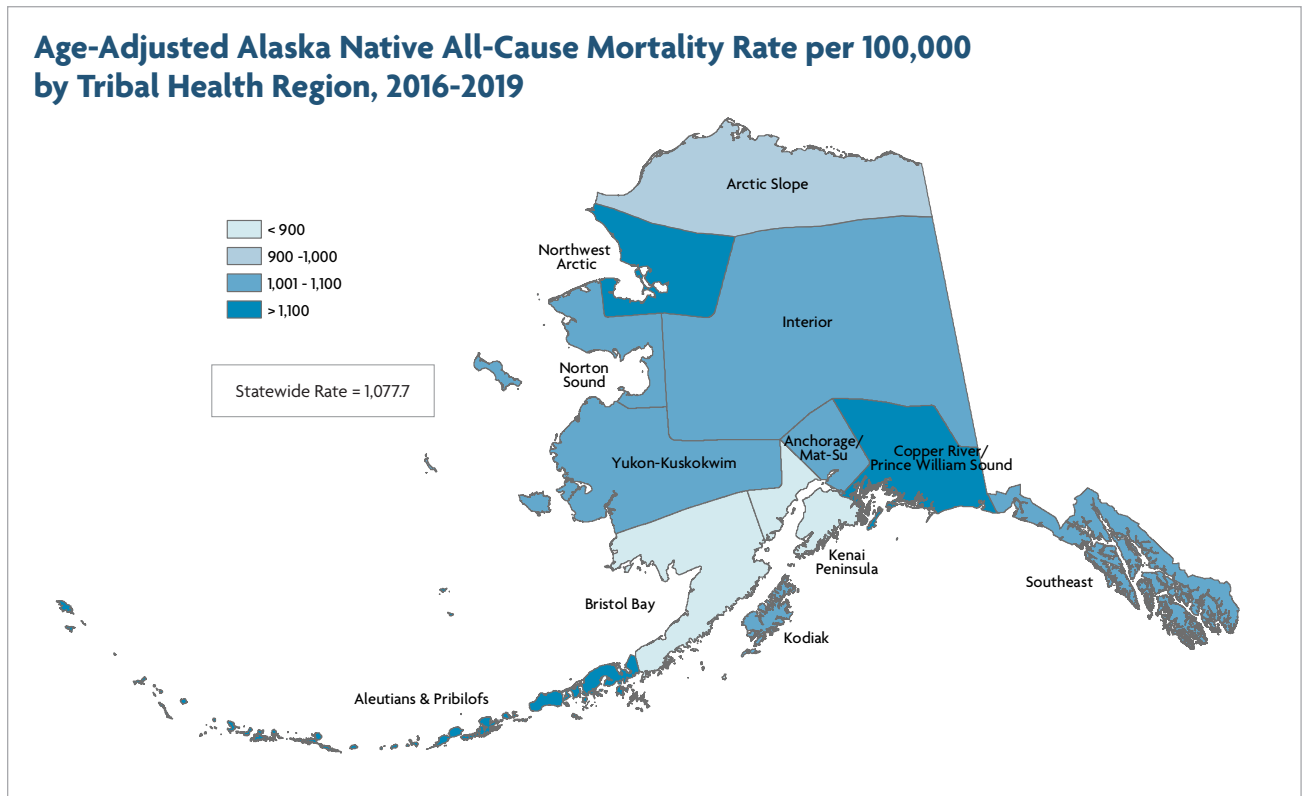 Age-Adjusted Alaska Native All-Cause Mortality Rate per 100,000
by Tribal Health Region, 2016-2019
Arctic Slope
< 900
900 -1,000
1,001 - 1,100
> 1,100
Northwest
Arctic
Interior
Statewide Rate = 1,077.7
Norton
Sound
Anchorage/
Mat-Su
Copper River/
Prince William Sound
Yukon-Kuskokwim
Kenai
Peninsula
Southeast
Bristol Bay
Kodiak
Aleutians & Pribilofs